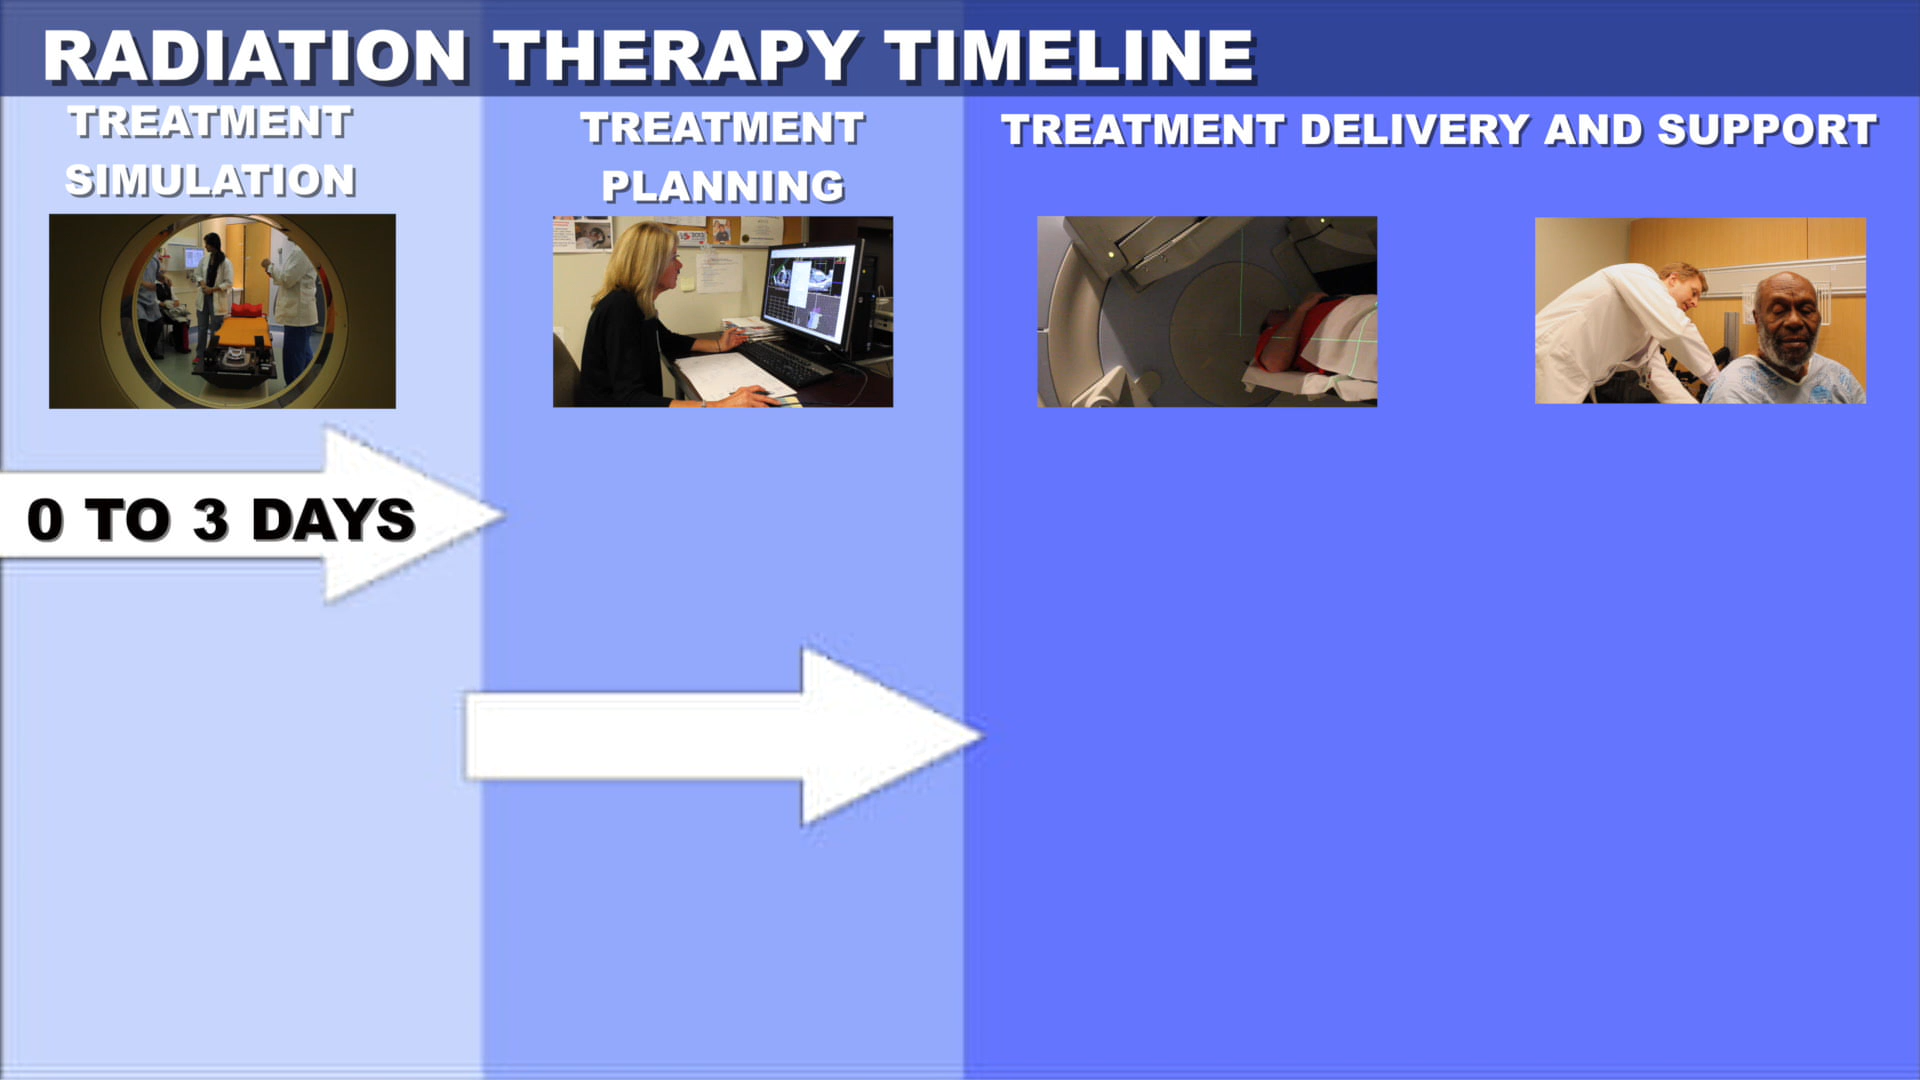 RADIATION THERAPY TIMELINE
TREATMENT
SIMULATION
TREATMENT
PLANNING
TREATMENT DELIVERY AND SUPPORT
0 TO 3 DAYS